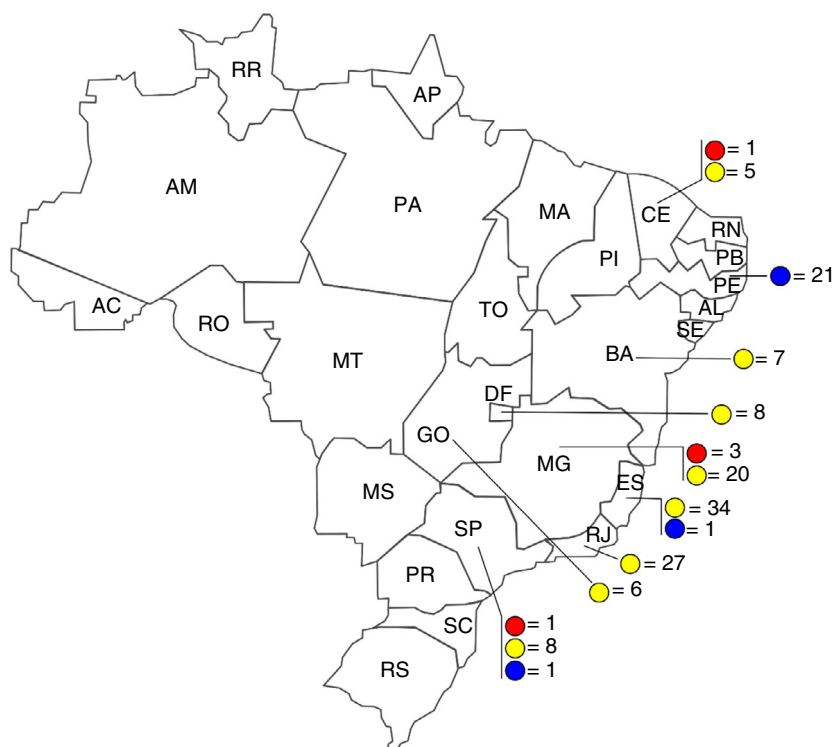 RR
AP
= 1
= 5
AM
PA
MA
CE
RN
PI
PB
= 21
PE
AC
TO
AL
RO
SE
MT
BA
= 7
DF
= 8
GO
= 3
MG
= 20
ES
MS
= 34
SP
RJ
= 1
= 27
PR
= 6
SC
= 1
= 8
RS
= 1